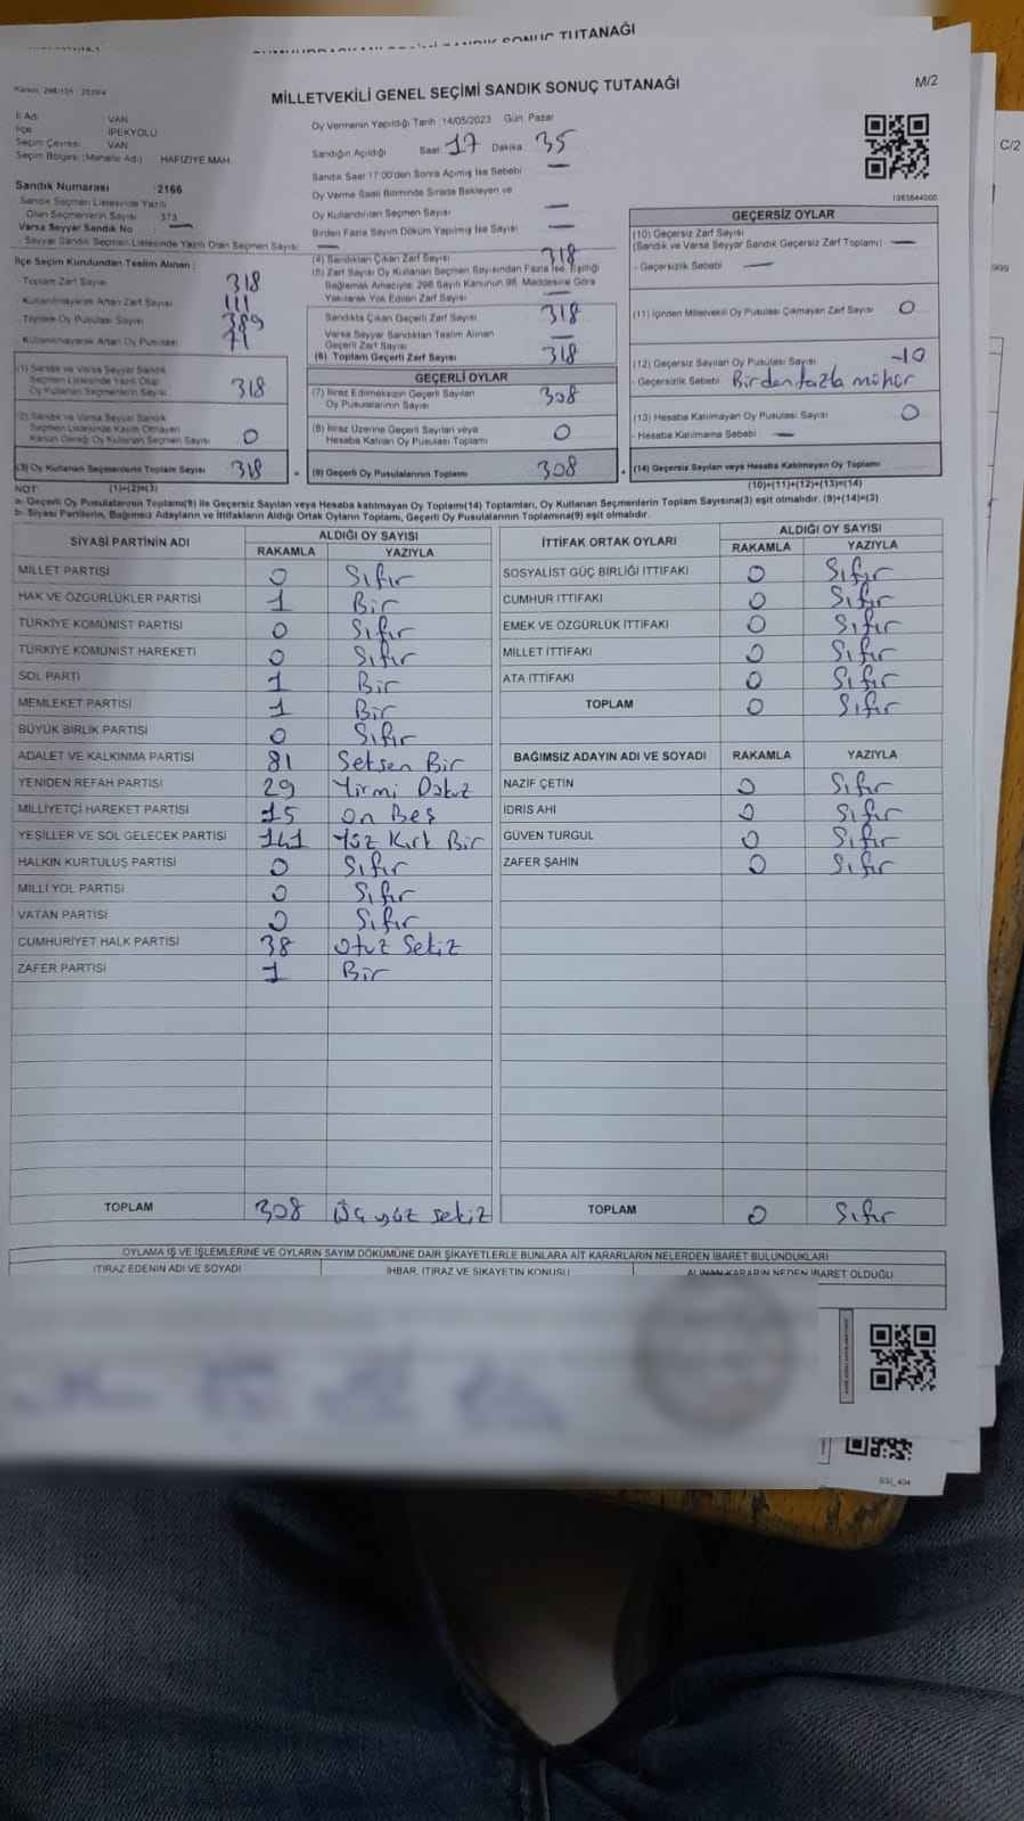 SANDIK SONUÇ TUTANAĞI
MİLLETVEKİLİ GENEL SEÇİMİ SANDIK SONUÇ TUTANAĞI
M/2
C/2
İl Adı : VAN
İlçe : İPEKYOLU
Seçim Çevresi : VAN
Seçim Bölgesi (Mahalle Adı) : HAFIZİYE MAH.
Oy Vermenin Yapıldığı Tarih :14/05/2023 Gün: Pazar
Sandığın Açıldığı Saat: 17 Dakika: 35
Sandık Saat 17:00'den Sonra Açılmış İse Sebebi —
Oy Verme Saati Bitiminde Sırada Bekleyen ve
Oy Kullandırılan Seçmen Sayısı —
Birden Fazla Sayım Döküm Yapılmış İse Sayısı —
Sandık Numarası :2166
Sandık Seçmen Listesinde Yazılı
Olan Seçmenlerin Sayısı : 373
Varsa Seyyar Sandık No : —
Seyyar Sandık Seçmen Listesinde Yazılı Olan Seçmen Sayısı: —
İlçe Seçim Kurulundan Teslim Alınan :
Toplam Zarf Sayısı 318
Kullanılmayarak Artan Zarf Sayısı 111
Toplam Oy Pusulası Sayısı
Kullanılmayarak Artan Oy Pusulası
(1) Sandık ve Varsa Seyyar Sandık
Seçmen Listesinde Yazılı Olup
Oy Kullanan Seçmenlerin Sayısı 318
(2) Sandık ve Varsa Seyyar Sandık
Seçmen Listesinde Kaydı Olmayan
Kanun Gereği Oy Kullanan Seçmen Sayısı 0
(3) Oy Kullanan Seçmenlerin Toplam Sayısı 318
(1)+(2)=(3)
(4) Sandıktan Çıkan Zarf Sayısı 318
(5) Zarf Sayısı Oy Kullanan Seçmen Sayısından Fazla İse, Eşitliği
Sağlamak Amacıyla; 298 Sayılı Kanunun 98. Maddesine Göre
Yakılarak Yok Edilen Zarf Sayısı —
Sandıkta Çıkan Geçerli Zarf Sayısı 318
Varsa Seyyar Sandıktan Teslim Alınan
Geçerli Zarf Sayısı —
(6) Toplam Geçerli Zarf Sayısı 318
GEÇERLİ OYLAR
(7) İtiraz Edilmeksizin Geçerli Sayılan
Oy Pusulalarının Sayısı 308
(8) İtiraz Üzerine Geçerli Sayılan veya
Hesaba Katılan Oy Pusulası Toplamı 0
(9) Geçerli Oy Pusulalarının Toplamı 308
GEÇERSİZ OYLAR
(10) Geçersiz Zarf Sayısı
(Sandık ve Varsa Seyyar Sandık Geçersiz Zarf Toplamı) —
- Geçersizlik Sebebi —
(11) İçinden Milletvekili Oy Pusulası Çıkmayan Zarf Sayısı 0
(12) Geçersiz Sayılan Oy Pusulası Sayısı -10
- Geçersizlik Sebebi Birden fazla mühür
(13) Hesaba Katılmayan Oy Pusulası Sayısı 0
- Hesaba Katılmama Sebebi —
(14) Geçersiz Sayılan veya Hesaba Katılmayan Oy Toplamı
(10)+(11)+(12)+(13)=(14)
NOT:
a- Geçerli Oy Pusulalarının Toplamı(9) ile Geçersiz Sayılan veya Hesaba katılmayan Oy Toplamı(14) Toplamları, Oy Kullanan Seçmenlerin Toplam Sayısına(3) eşit olmalıdır. (9)+(14)=(3)
b- Siyasi Partilerin, Bağımsız Adayların ve İttifakların Aldığı Ortak Oyların Toplamı, Geçerli Oy Pusulalarının Toplamına(9) eşit olmalıdır.
SİYASİ PARTİNİN ADI ALDIĞI OY SAYISI
RAKAMLA YAZIYLA
MİLLET PARTİSİ 0 Sıfır
HAK VE ÖZGÜRLÜKLER PARTİSİ 1 Bir
TÜRKİYE KOMÜNİST PARTİSİ 0 Sıfır
TÜRKİYE KOMÜNİST HAREKETİ 0 Sıfır
SOL PARTİ 1 Bir
MEMLEKET PARTİSİ 1 Bir
BÜYÜK BİRLİK PARTİSİ 0 Sıfır
ADALET VE KALKINMA PARTİSİ 81 Seksen Bir
YENİDEN REFAH PARTİSİ 29 Yirmi Dokuz
MİLLİYETÇİ HAREKET PARTİSİ 15 On Beş
YEŞİLLER VE SOL GELECEK PARTİSİ 141 Yüz Kırk Bir
HALKIN KURTULUŞ PARTİSİ 0 Sıfır
MİLLİ YOL PARTİSİ 0 Sıfır
VATAN PARTİSİ 0 Sıfır
CUMHURİYET HALK PARTİSİ 38 Otuz Sekiz
ZAFER PARTİSİ 1 Bir
TOPLAM 308 Üç yüz sekiz
İTTİFAK ORTAK OYLARI ALDIĞI OY SAYISI
RAKAMLA YAZIYLA
SOSYALİST GÜÇ BİRLİĞİ İTTİFAKI 0 Sıfır
CUMHUR İTTİFAKI 0 Sıfır
EMEK VE ÖZGÜRLÜK İTTİFAKI 0 Sıfır
MİLLET İTTİFAKI 0 Sıfır
ATA İTTİFAKI 0 Sıfır
TOPLAM 0 Sıfır
BAĞIMSIZ ADAYIN ADI VE SOYADI RAKAMLA YAZIYLA
NAZİF ÇETİN 0 Sıfır
İDRİS AHİ 0 Sıfır
GÜVEN TURGUL 0 Sıfır
ZAFER ŞAHİN 0 Sıfır
TOPLAM 0 Sıfır
OYLAMA İŞ VE İŞLEMLERİNE VE OYLARIN SAYIM DÖKÜMÜNE DAİR ŞİKAYETLERLE BUNLARA AİT KARARLARIN NELERDEN İBARET BULUNDUKLARI
İTİRAZ EDENİN ADI VE SOYADI İHBAR, İTİRAZ VE ŞİKAYETİN KONUSU ALINAN KARARIN NEDEN İBARET OLDUĞU